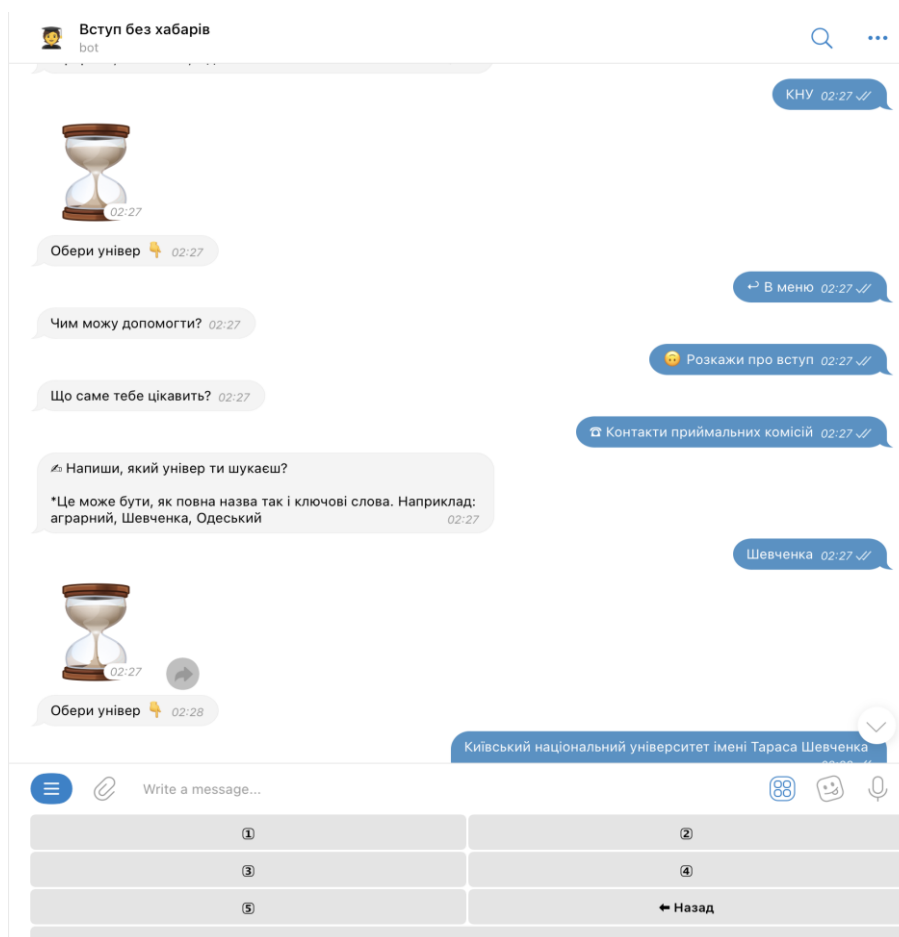 Вступ без хабарів
bot
КНУ 02:27
02:27
Обери універ 02:27
↩ В меню 02:27
Чим можу допомогти? 02:27
🙃 Розкажи про вступ 02:27
Що саме тебе цікавить? 02:27
☎ Контакти приймальних комісій 02:27
✍ Напиши, який універ ти шукаєш?
*Це може бути, як повна назва так і ключові слова. Наприклад:
аграрний, Шевченка, Одеський 02:27
Шевченка 02:27
02:27
Обери універ 👇 02:28
Київський національний університет імені Тараса Шевченка
Write a message...
1 2
3 4
5 ⬅ Назад